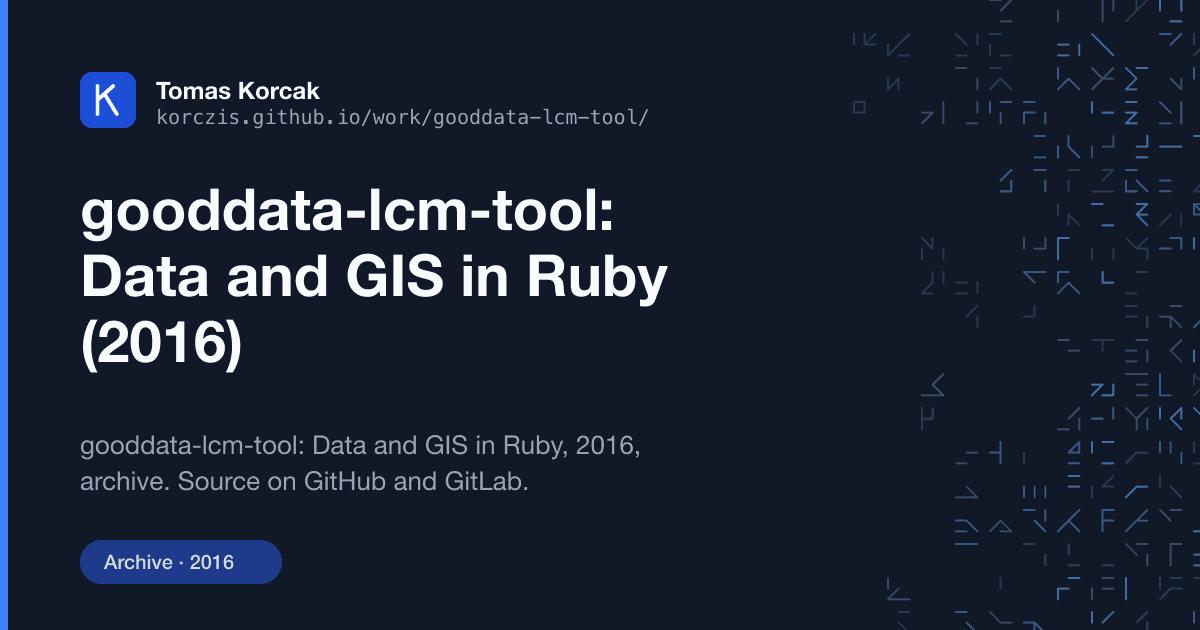 K
Tomas Korcak
korczis.github.io/work/gooddata-lcm-tool/
gooddata-lcm-tool:
Data and GIS in Ruby
(2016)
gooddata-lcm-tool: Data and GIS in Ruby, 2016,
archive. Source on GitHub and GitLab.
Archive · 2016